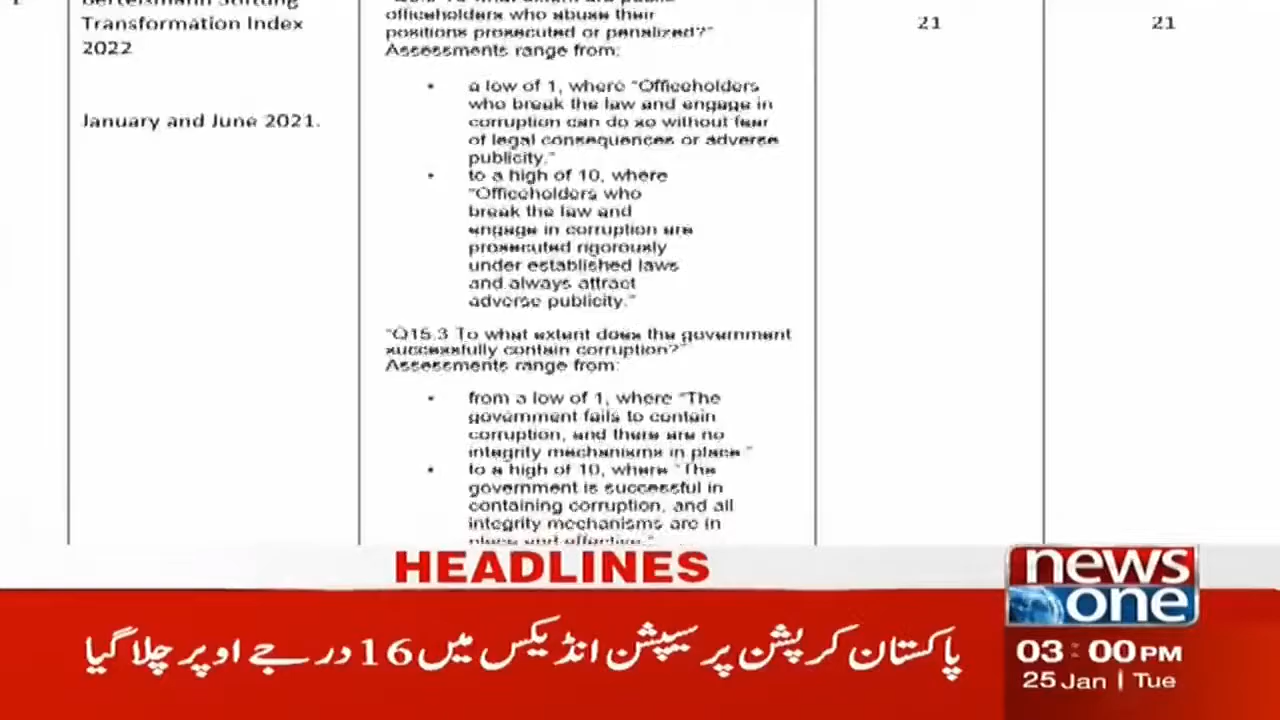 Transformation Index
2022
January and June 2021.
officeholders who abuse their
positions prosecuted or penalized?"
Assessments range from:
• a low of 1, where "Officeholders
who break the law and engage in
corruption can do so without fear
of legal consequences or adverse
publicity."
• to a high of 10, where
"Officeholders who
break the law and
engage in corruption are
prosecuted rigorously
under established laws
and always attract
adverse publicity."
"Q15.3 To what extent does the government
successfully contain corruption?"
Assessments range from:
• from a low of 1, where "The
government fails to contain
corruption, and there are no
integrity mechanisms in place."
• to a high of 10, where "The
government is successful in
containing corruption, and all
integrity mechanisms are in
21
21
HEADLINES
پاکستان کرپشن پرسیپشن انڈیکس میں 16 درجے اوپر چلا گیا
news
one
03:00PM
25 Jan | Tue